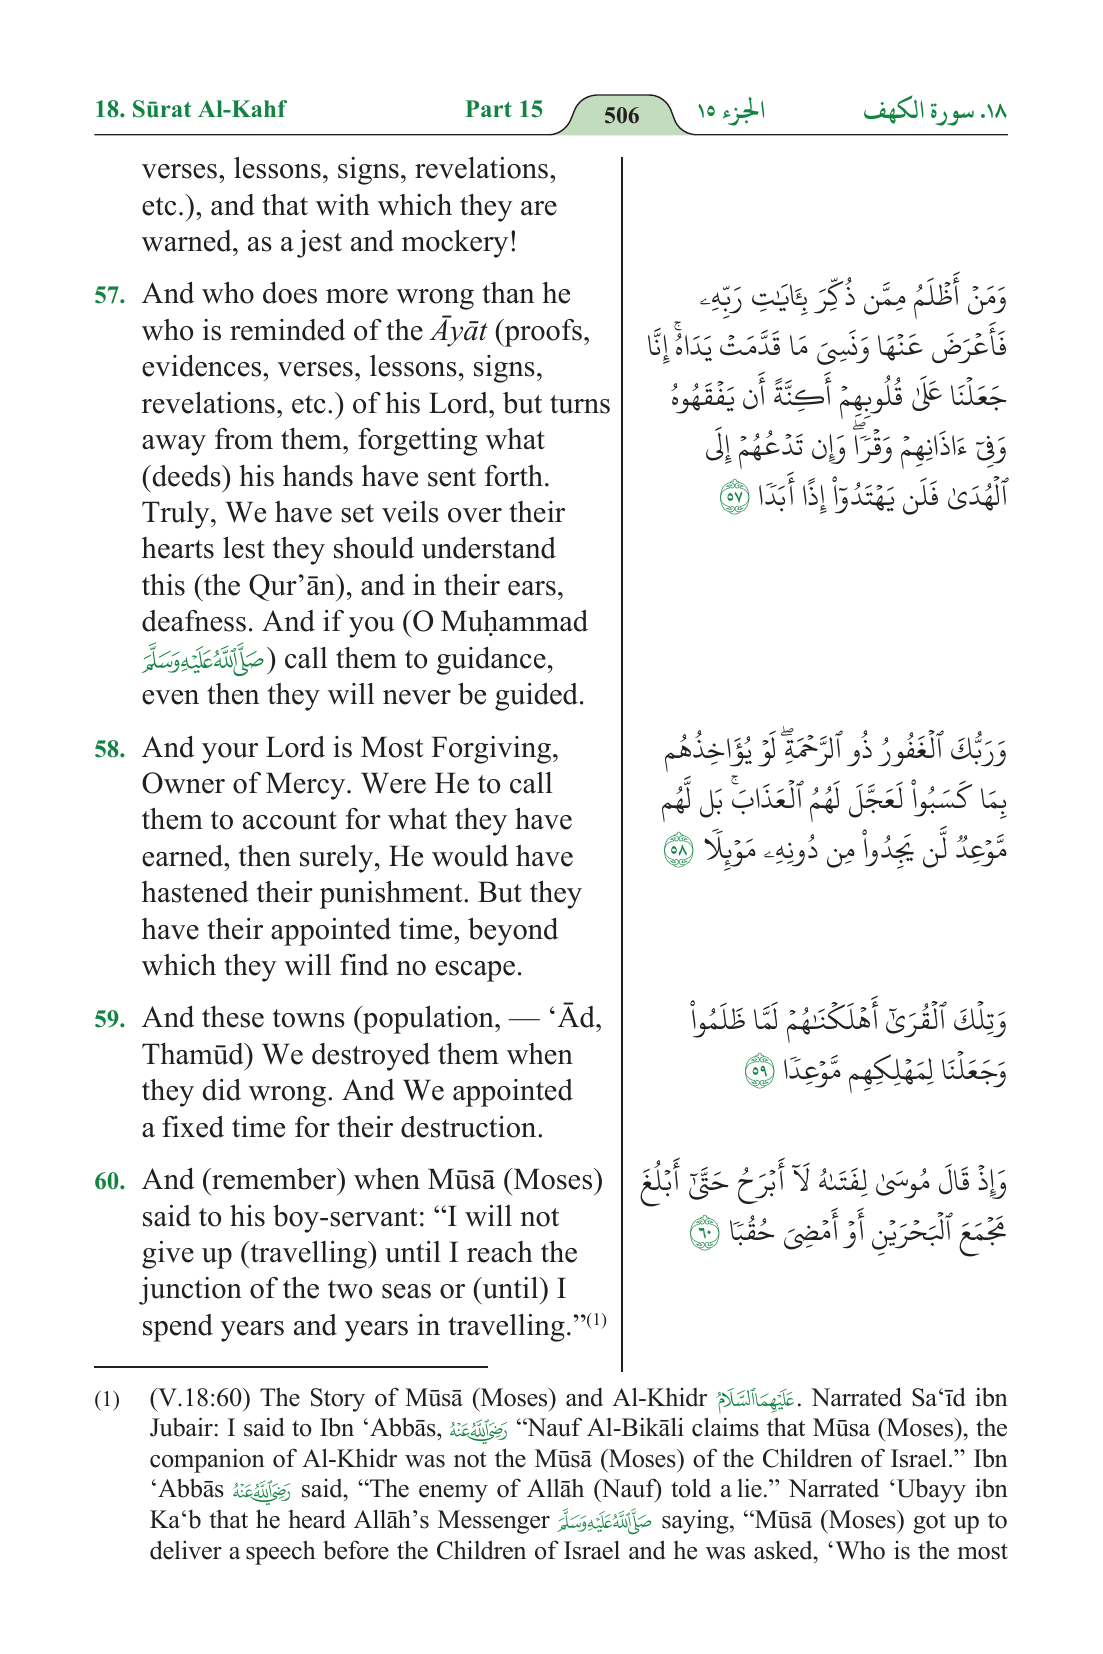 18. Sūrat Al-Kahf Part 15 506 الجزء ١٥ ١٨. سورة الكهف
verses, lessons, signs, revelations,
etc.), and that with which they are
warned, as a jest and mockery!
57. And who does more wrong than he
who is reminded of the Āyāt (proofs,
evidences, verses, lessons, signs,
revelations, etc.) of his Lord, but turns
away from them, forgetting what
(deeds) his hands have sent forth.
Truly, We have set veils over their
hearts lest they should understand
this (the Qur’ān), and in their ears,
deafness. And if you (O Muḥammad
صَلَّى ٱللَّهُ عَلَيْهِ وَسَلَّمَ) call them to guidance,
even then they will never be guided.
58. And your Lord is Most Forgiving,
Owner of Mercy. Were He to call
them to account for what they have
earned, then surely, He would have
hastened their punishment. But they
have their appointed time, beyond
which they will find no escape.
59. And these towns (population, — ‘Ād,
Thamūd) We destroyed them when
they did wrong. And We appointed
a fixed time for their destruction.
60. And (remember) when Mūsā (Moses)
said to his boy-servant: “I will not
give up (travelling) until I reach the
junction of the two seas or (until) I
spend years and years in travelling.”(1)
وَمَنۡ أَظۡلَمُ مِمَّن ذُكِّرَ بِـَٔايَٰتِ رَبِّهِۦ
فَأَعۡرَضَ عَنۡهَا وَنَسِيَ مَا قَدَّمَتۡ يَدَاهُۚ إِنَّا
جَعَلۡنَا عَلَىٰ قُلُوبِهِمۡ أَكِنَّةً أَن يَفۡقَهُوهُ
وَفِيٓ ءَاذَانِهِمۡ وَقۡرٗاۖ وَإِن تَدۡعُهُمۡ إِلَى
ٱلۡهُدَىٰ فَلَن يَهۡتَدُوٓاْ إِذًا أَبَدٗا ٥٧
وَرَبُّكَ ٱلۡغَفُورُ ذُو ٱلرَّحۡمَةِۖ لَوۡ يُؤَاخِذُهُم
بِمَا كَسَبُواْ لَعَجَّلَ لَهُمُ ٱلۡعَذَابَۚ بَل لَّهُم
مَّوۡعِدٞ لَّن يَجِدُواْ مِن دُونِهِۦ مَوۡئِلٗا ٥٨
وَتِلۡكَ ٱلۡقُرَىٰٓ أَهۡلَكۡنَٰهُمۡ لَمَّا ظَلَمُواْ
وَجَعَلۡنَا لِمَهۡلِكِهِم مَّوۡعِدٗا ٥٩
وَإِذۡ قَالَ مُوسَىٰ لِفَتَىٰهُ لَآ أَبۡرَحُ حَتَّىٰٓ أَبۡلُغَ
مَجۡمَعَ ٱلۡبَحۡرَيۡنِ أَوۡ أَمۡضِيَ حُقُبٗا ٦٠
(1) (V.18:60) The Story of Mūsā (Moses) and Al-Khidr عَلَيْهِمَا ٱلسَّلَامُ. Narrated Sa‘īd ibn
Jubair: I said to Ibn ‘Abbās, رَضِيَ ٱللَّهُ عَنْهُ “Nauf Al-Bikāli claims that Mūsa (Moses), the
companion of Al-Khidr was not the Mūsā (Moses) of the Children of Israel.” Ibn
‘Abbās رَضِيَ ٱللَّهُ عَنْهُ said, “The enemy of Allāh (Nauf) told a lie.” Narrated ‘Ubayy ibn
Ka‘b that he heard Allāh’s Messenger صَلَّى ٱللَّهُ عَلَيْهِ وَسَلَّمَ saying, “Mūsā (Moses) got up to
deliver a speech before the Children of Israel and he was asked, ‘Who is the most